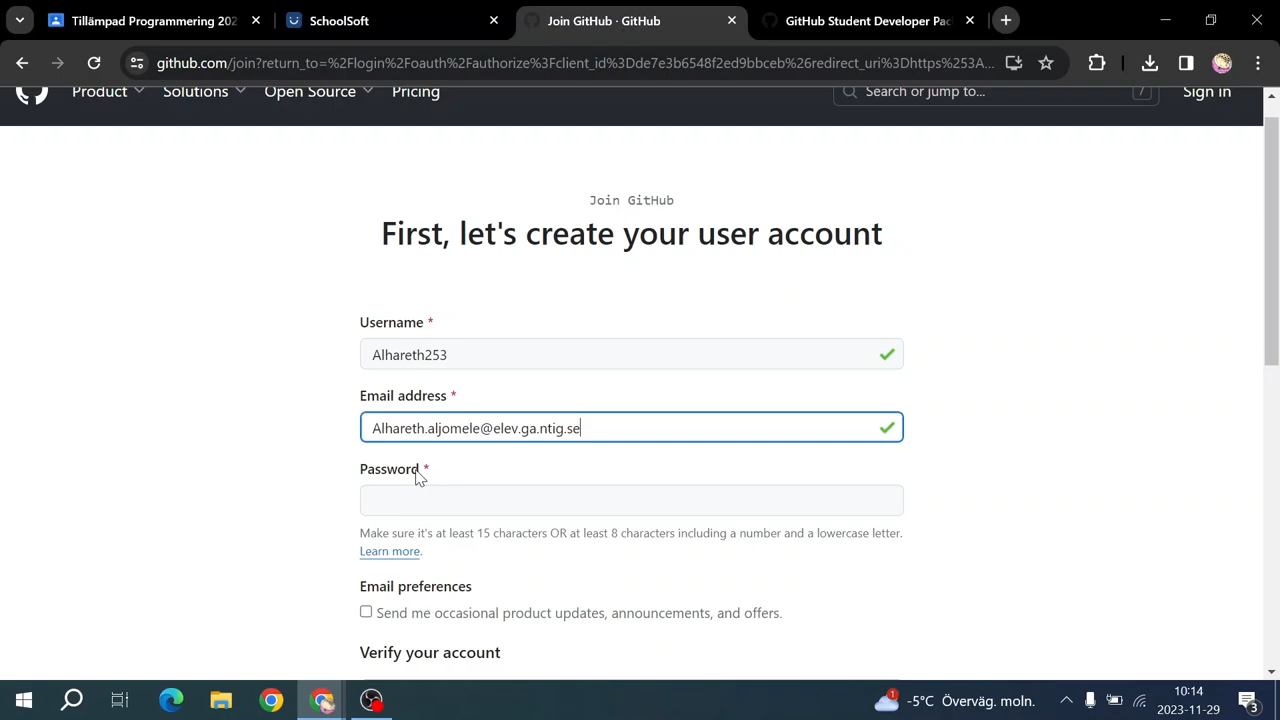 Tillämpad Programmering 202
SchoolSoft
Join GitHub · GitHub
GitHub Student Developer Pac
github.com/join?return_to=%2Flogin%2Foauth%2Fauthorize%3Fclient_id%3Dde7e3b6548f2ed9bbceb%26redirect_uri%3Dhttps%253A...
Product
Solutions
Open Source
Pricing
Search or jump to...
/
Sign in
Join GitHub
First, let's create your user account
Username *
Alhareth253
Email address *
Alhareth.aljomele@elev.ga.ntig.se
Password *
Make sure it's at least 15 characters OR at least 8 characters including a number and a lowercase letter.
Learn more.
Email preferences
Send me occasional product updates, announcements, and offers.
Verify your account
1
-5°C Överväg. moln.
10:14
2023-11-29
3